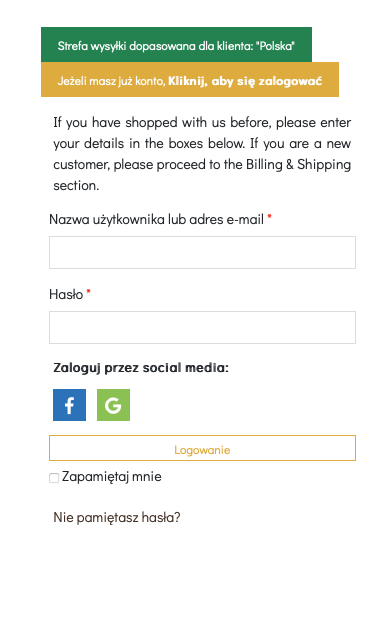 Strefa wysyłki dopasowana dla klienta: "Polska"
Jeżeli masz już konto, Kliknij, aby się zalogować
If you have shopped with us before, please enter
your details in the boxes below. If you are a new
customer, please proceed to the Billing & Shipping
section.
Nazwa użytkownika lub adres e-mail *
Hasło *
Zaloguj przez social media:
f G
Logowanie
Zapamiętaj mnie
Nie pamiętasz hasła?